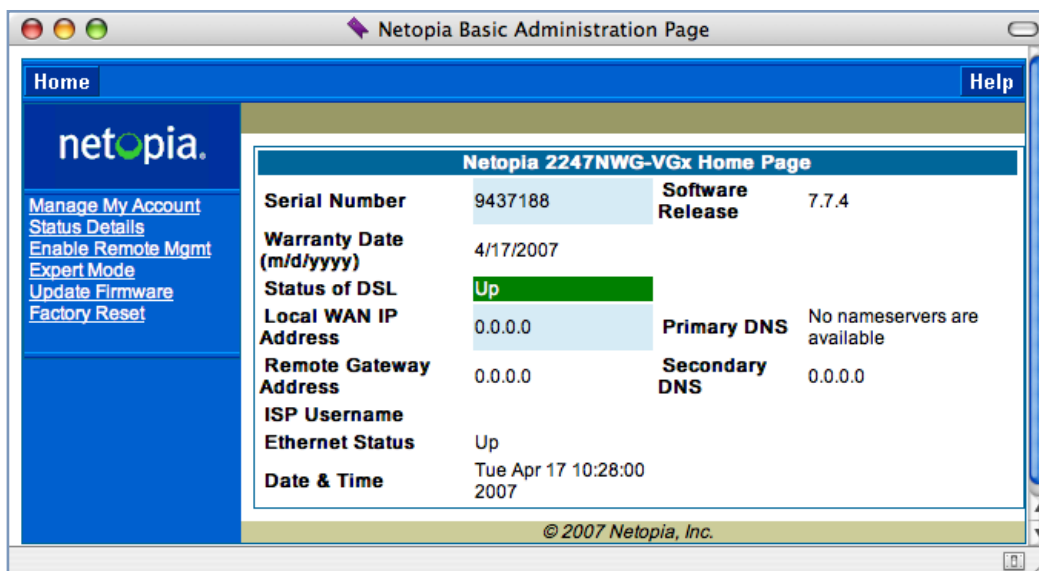 Netopia Basic Administration Page
Home
Help
netopia.
Manage My Account
Status Details
Enable Remote Mgmt
Expert Mode
Update Firmware
Factory Reset
Netopia 2247NWG-VGx Home Page
Serial Number 9437188 Software Release 7.7.4
Warranty Date (m/d/yyyy) 4/17/2007
Status of DSL Up
Local WAN IP Address 0.0.0.0 Primary DNS No nameservers are available
Remote Gateway Address 0.0.0.0 Secondary DNS 0.0.0.0
ISP Username
Ethernet Status Up
Date & Time Tue Apr 17 10:28:00 2007
© 2007 Netopia, Inc.